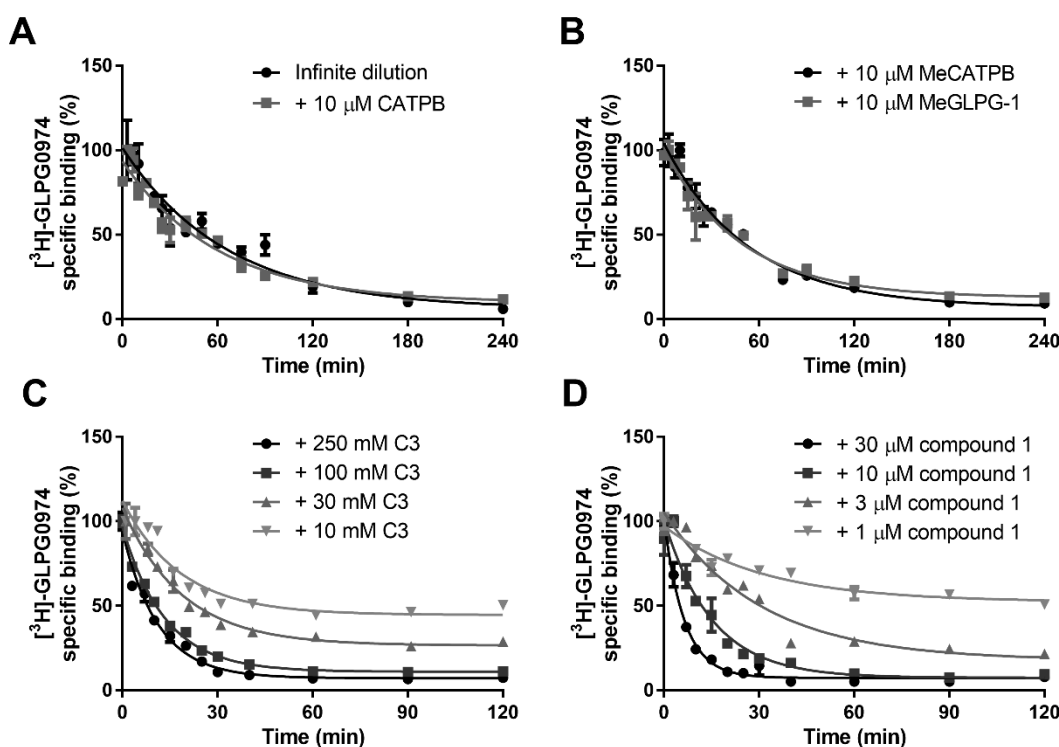 A
[³H]-GLPG0974
specific binding (%)
150
100
50
0
Infinite dilution
+ 10 μM CATPB
0 60 120 180 240
Time (min)
B
[³H]-GLPG0974
specific binding (%)
150
100
50
0
+ 10 μM MeCATPB
+ 10 μM MeGLPG-1
0 60 120 180 240
Time (min)
C
[³H]-GLPG0974
specific binding (%)
150
100
50
0
+ 250 mM C3
+ 100 mM C3
+ 30 mM C3
+ 10 mM C3
0 30 60 90 120
Time (min)
D
[³H]-GLPG0974
specific binding (%)
150
100
50
0
+ 30 μM compound 1
+ 10 μM compound 1
+ 3 μM compound 1
+ 1 μM compound 1
0 30 60 90 120
Time (min)